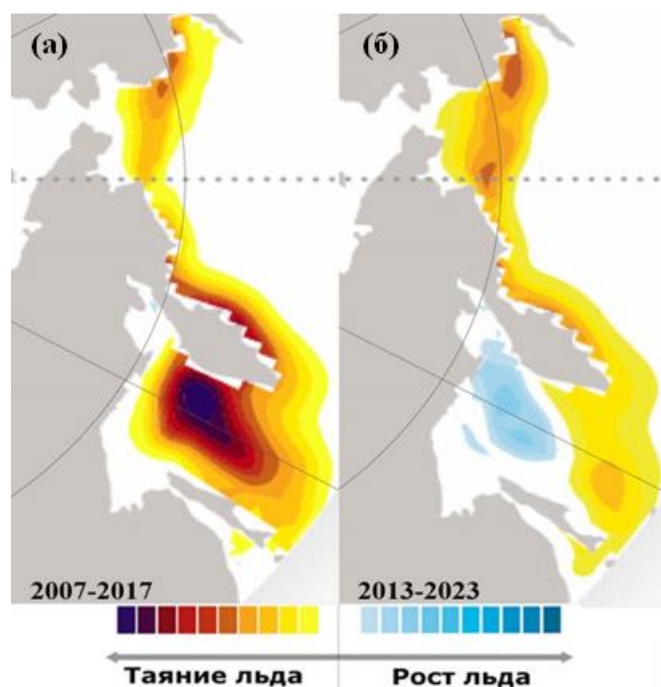 (а)
(б)
2007-2017
2013-2023
Таяние льда
Рост льда